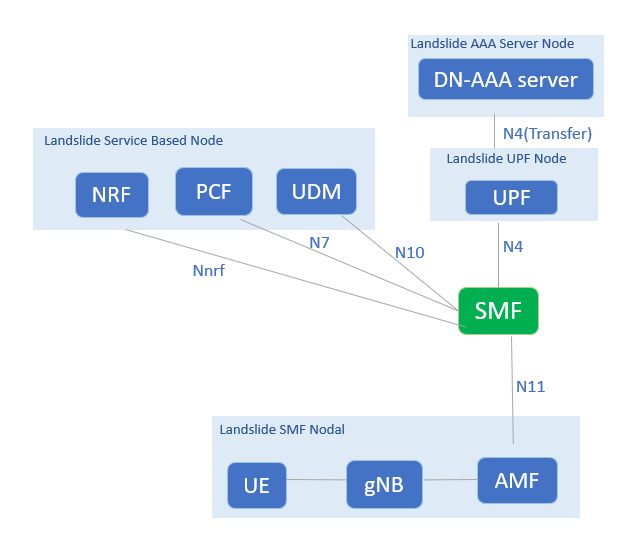 Landslide AAA Server Node
DN-AAA server
N4(Transfer)
Landslide Service Based Node
NRF
PCF
UDM
Landslide UPF Node
UPF
Nnrf
N7
N10
N4
SMF
N11
Landslide SMF Nodal
UE
gNB
AMF